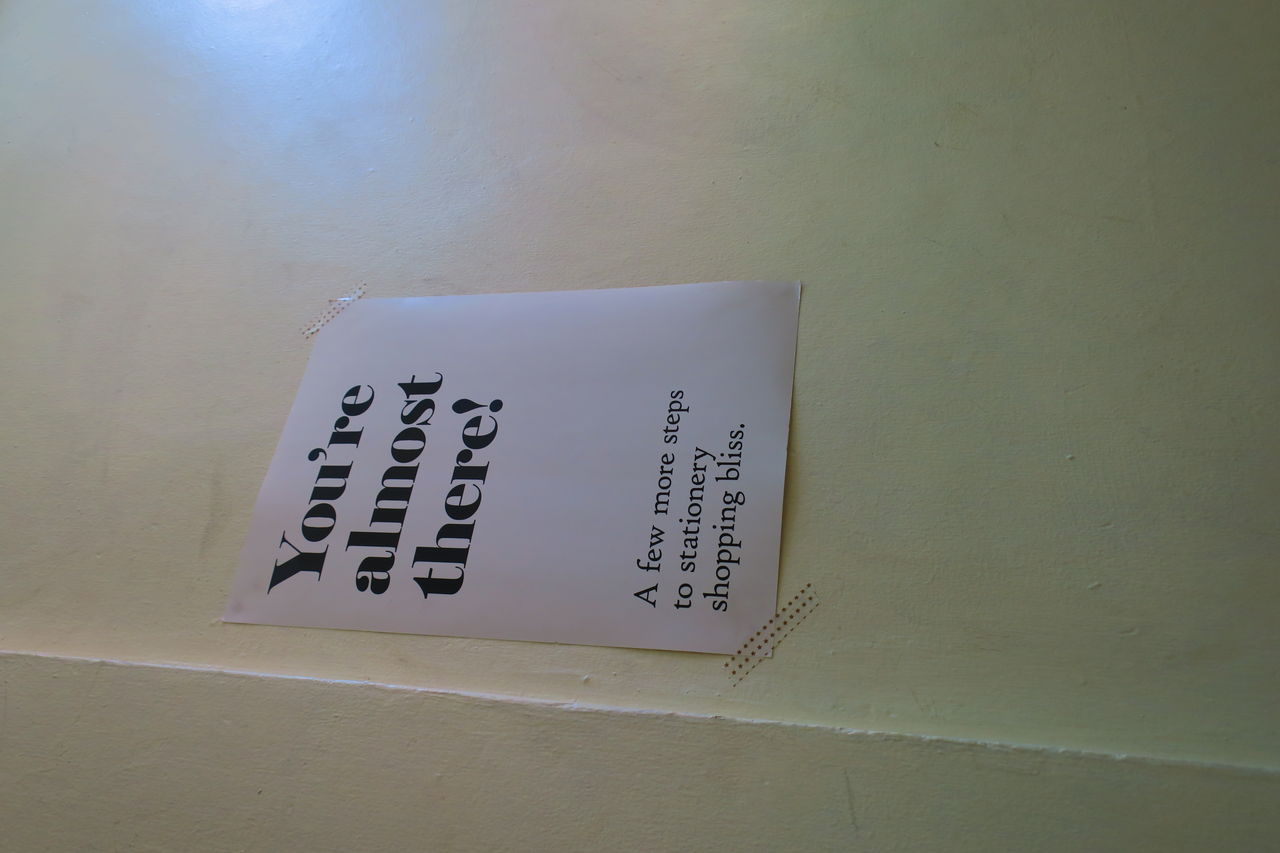 You're
almost
there!
A few more steps
to stationery
shopping bliss.